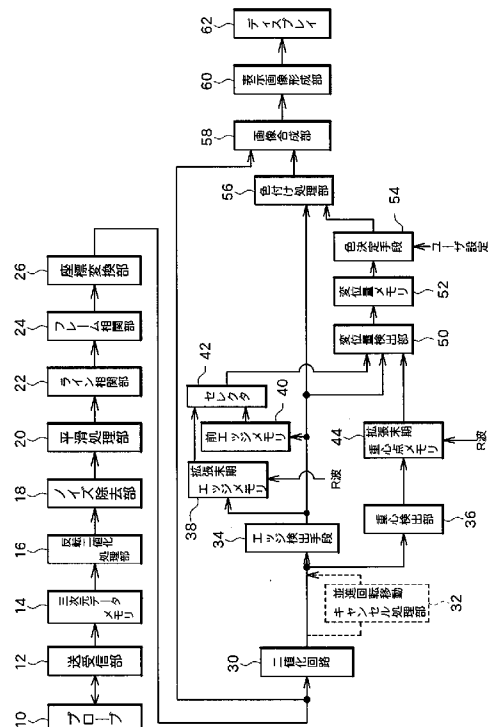 10
プローブ
12
送受信部
14
三次元データ
メモリ
16
反転二値化
処理部
18
ノイズ除去部
20
平滑処理部
22
ライン相関部
24
フレーム相関部
26
座標変換部
30
二値化回路
32
並進回転移動
キャンセル処理部
34
エッジ検出手段
36
重心検出部
38
拡張末期
エッジメモリ
R波
40
前エッジメモリ
42
セレクタ
44
拡張末期
重心点メモリ
R波
50
変位量検出部
52
変位量メモリ
54
色決定手段
ユーザ設定
56
色付け処理部
58
画像合成部
60
表示画像形成部
62
ディスプレイ